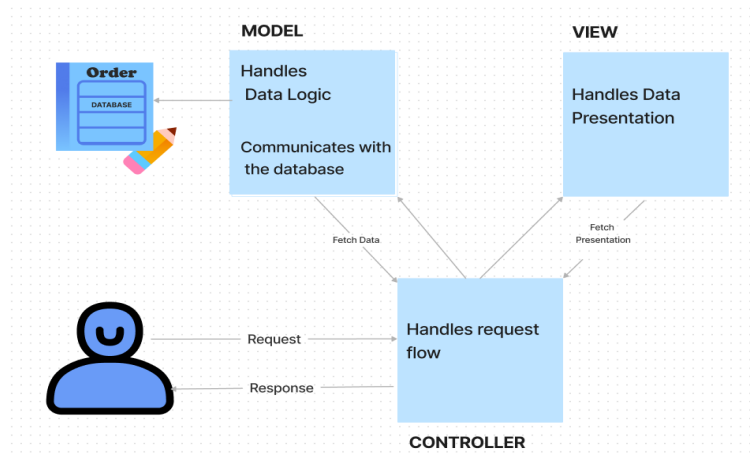 MODEL
Handles
Data Logic
Communicates with
the database
Order
DATABASE
VIEW
Handles Data
Presentation
Fetch Data
Fetch
Presentation
Request
Response
Handles request
flow
CONTROLLER